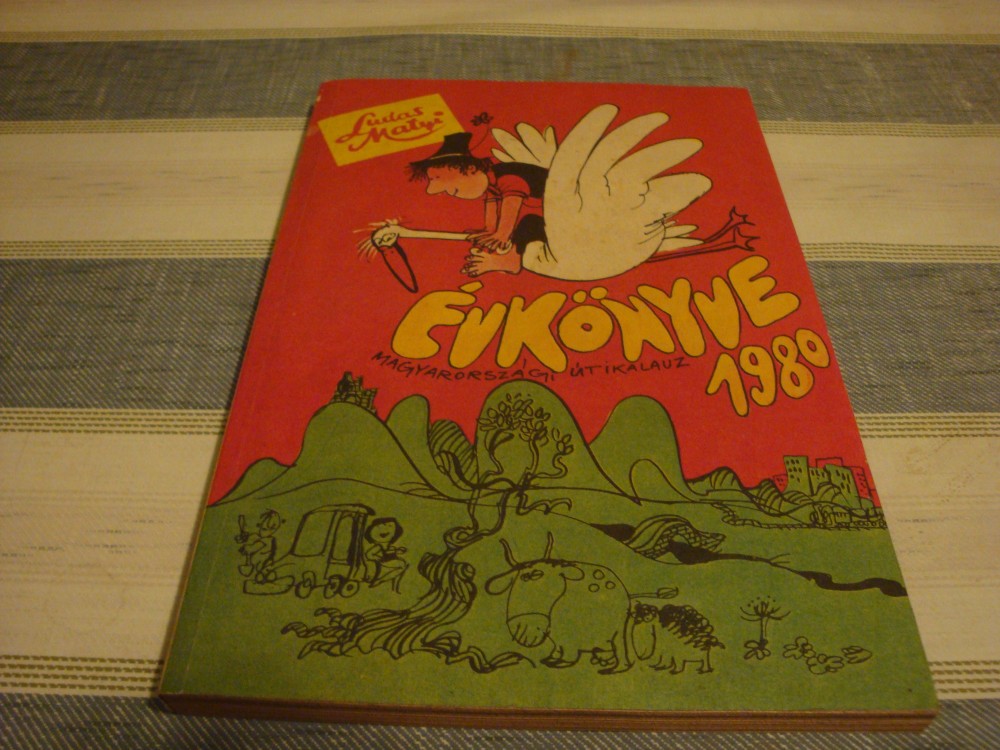 Ludas
Matyi
ÉVKÖNYVE
MAGYARORSZÁGI ÚTIKALAUZ
1980